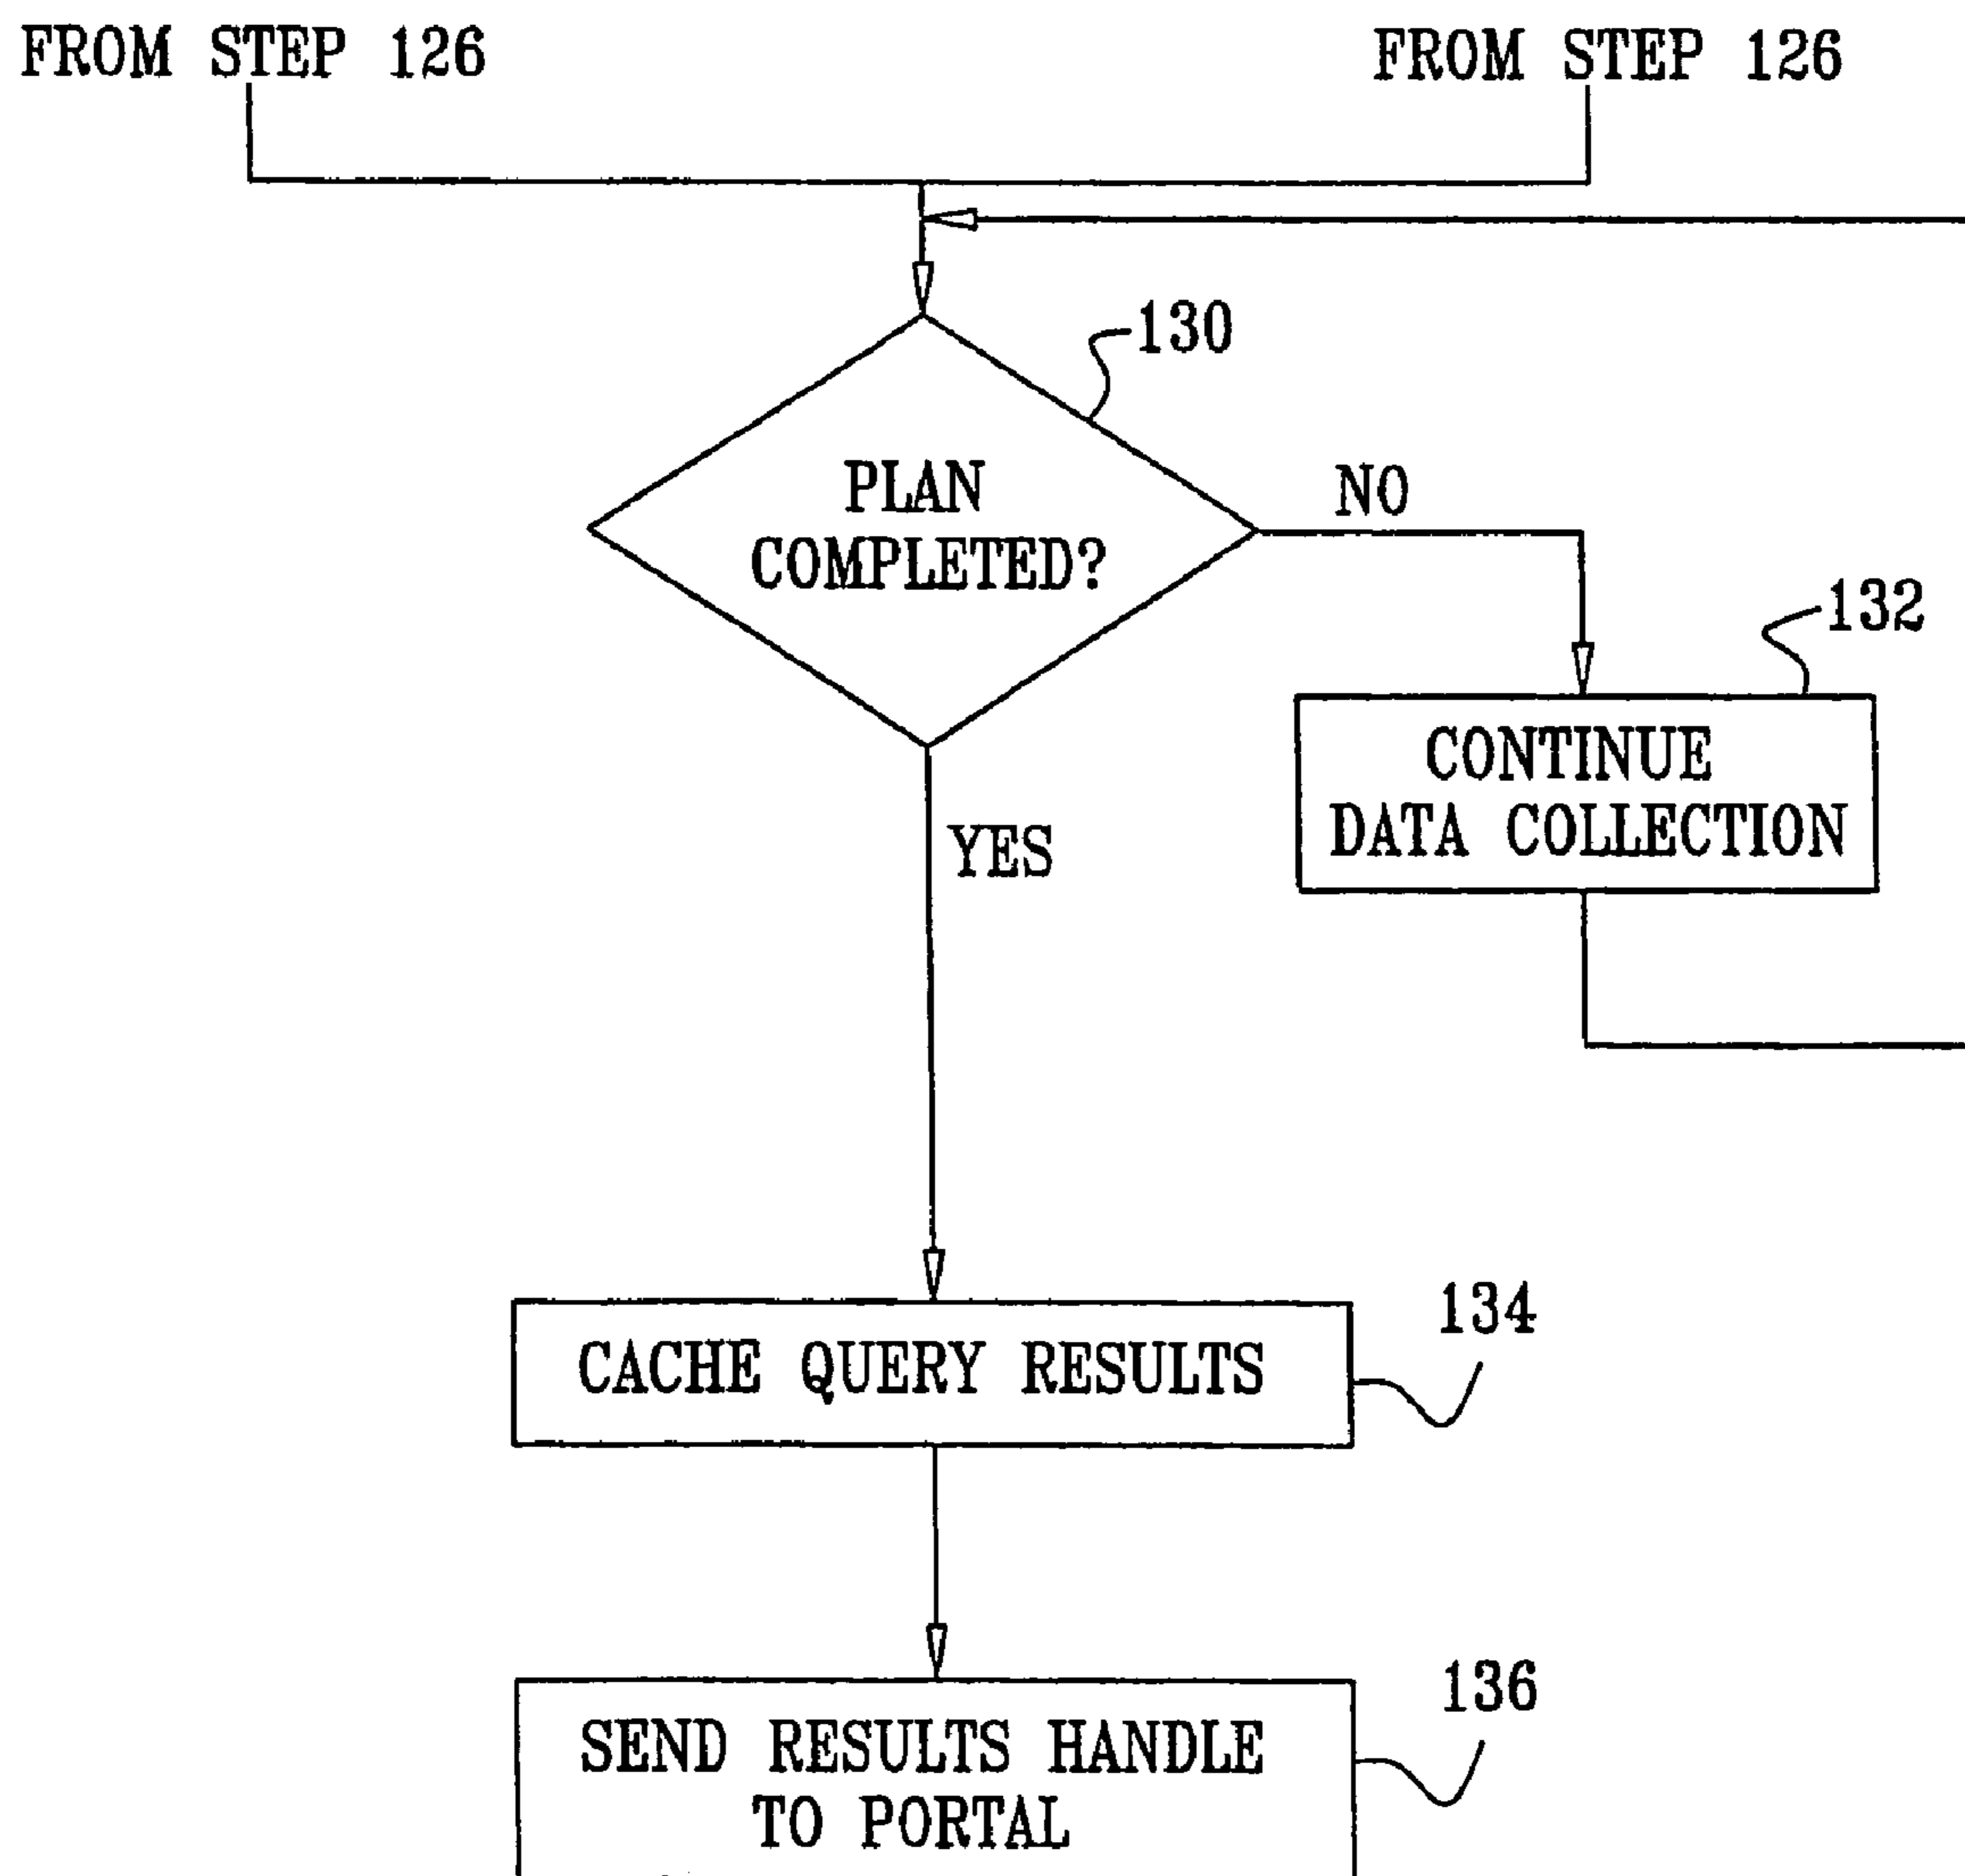 FROM STEP 126
FROM STEP 126
130
PLAN
COMPLETED?
NO
132
CONTINUE
DATA COLLECTION
YES
134
CACHE QUERY RESULTS
136
SEND RESULTS HANDLE
TO PORTAL